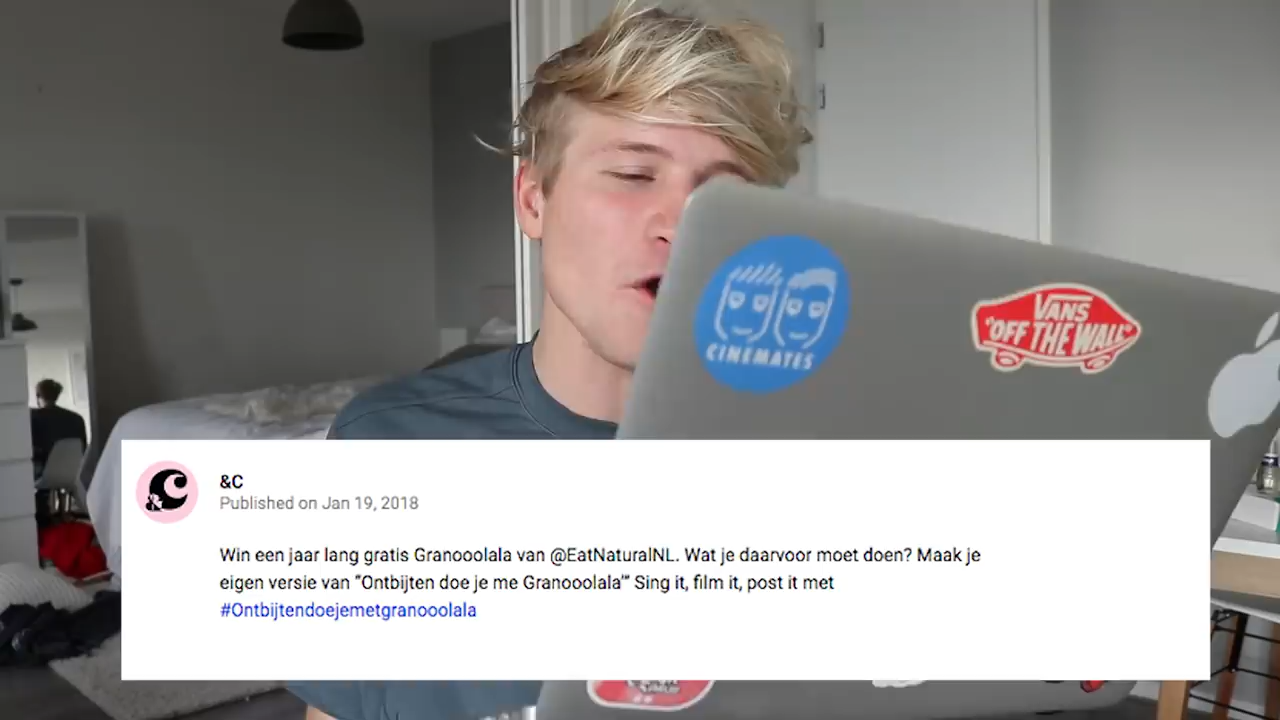 CINEMATES
VANS
"OFF THE WALL"
&C
Published on Jan 19, 2018
Win een jaar lang gratis Granooolala van @EatNaturalNL. Wat je daarvoor moet doen? Maak je
eigen versie van “Ontbijten doe je me Granooolala’” Sing it, film it, post it met
#Ontbijtendoejemetgranooolala